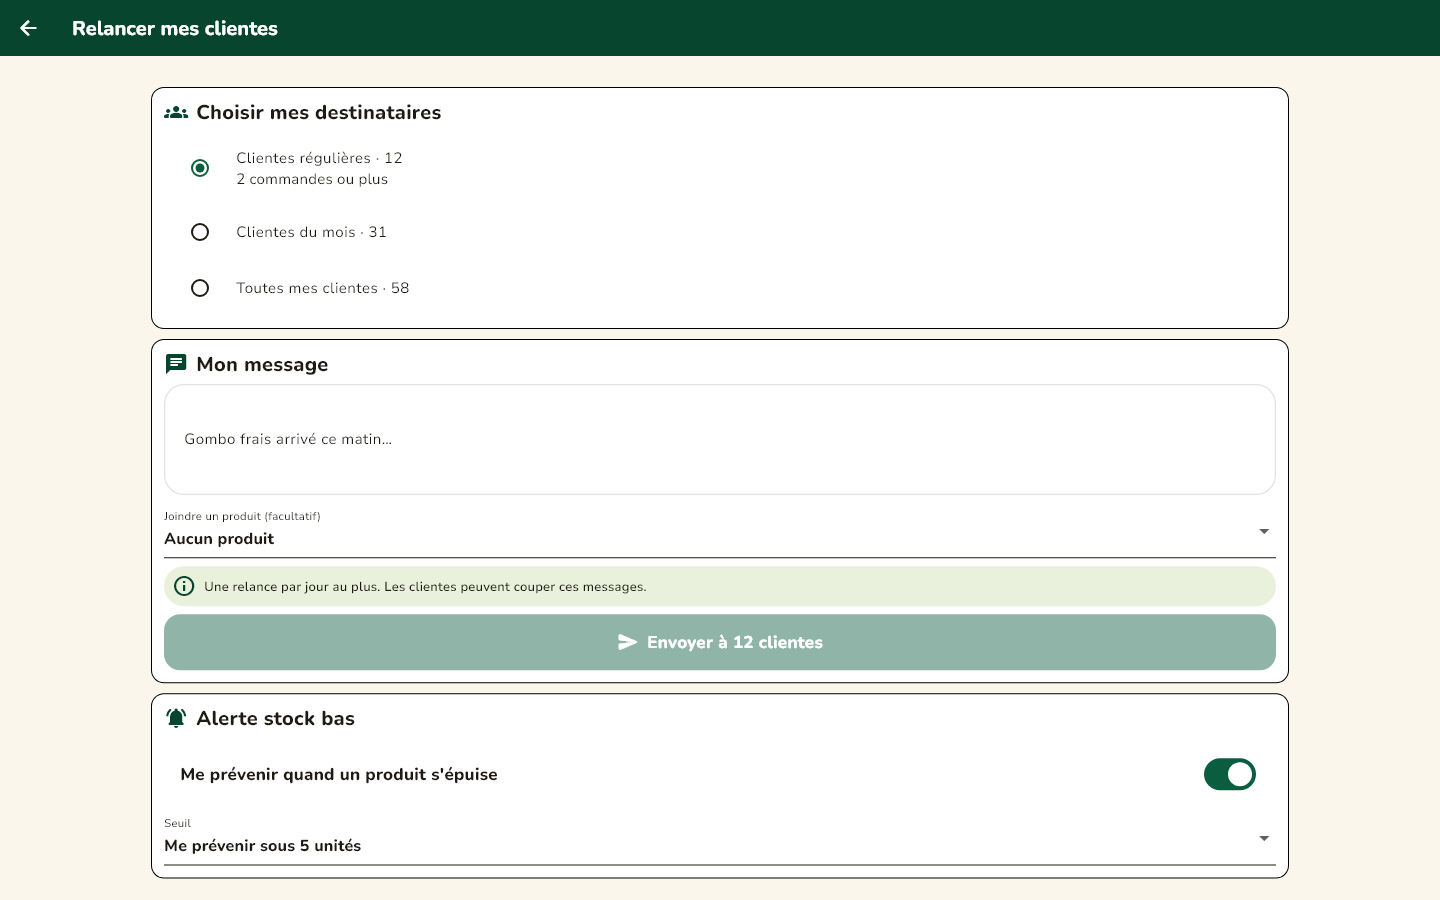 Relancer mes clientes
Choisir mes destinataires
Clientes régulières · 12
2 commandes ou plus
Clientes du mois · 31
Toutes mes clientes · 58
Mon message
Gombo frais arrivé ce matin…
Joindre un produit (facultatif)
Aucun produit
Une relance par jour au plus. Les clientes peuvent couper ces messages.
Envoyer à 12 clientes
Alerte stock bas
Me prévenir quand un produit s'épuise
Seuil
Me prévenir sous 5 unités